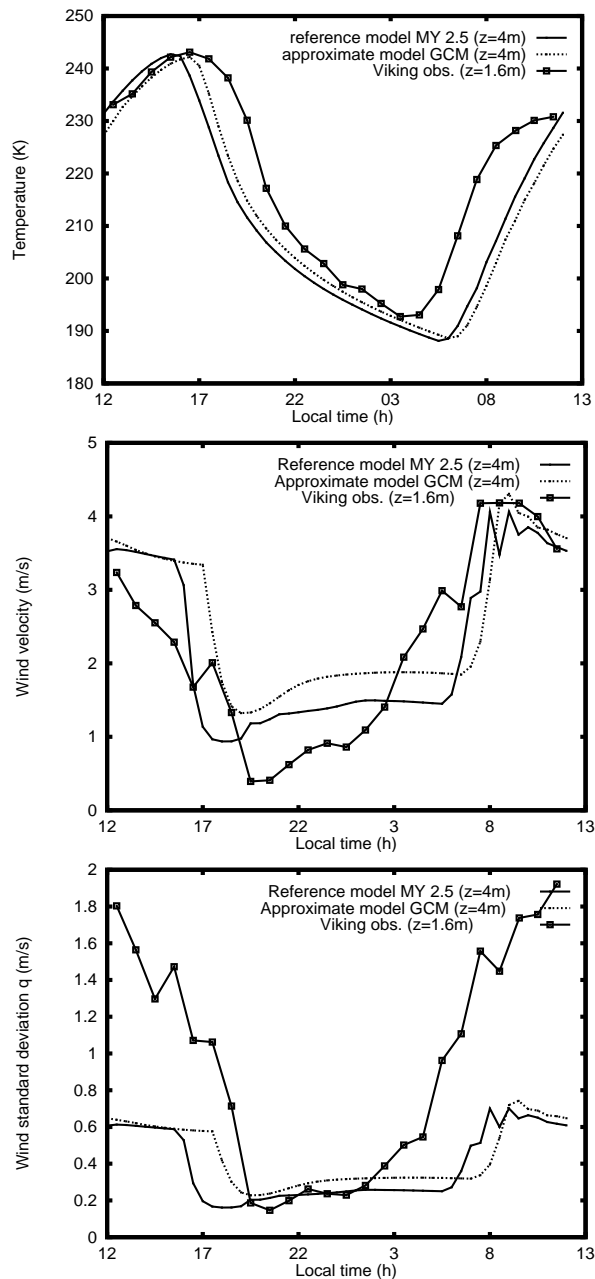 250
240
230
220
210
200
190
180
Temperature (K)
reference model MY 2.5 (z=4m)
approximate model GCM (z=4m)
Viking obs. (z=1.6m)
12 17 22 03 08 13
Local time (h)
5
4
3
2
1
0
Wind velocity (m/s)
Reference model MY 2.5 (z=4m)
Approximate model GCM (z=4m)
Viking obs. (z=1.6m)
12 17 22 3 8 13
Local time (h)
2
1.8
1.6
1.4
1.2
1
0.8
0.6
0.4
0.2
0
Wind standard deviation q (m/s)
Reference model MY 2.5 (z=4m)
Approximate model GCM (z=4m)
Viking obs. (z=1.6m)
12 17 22 3 8 13
Local time (h)